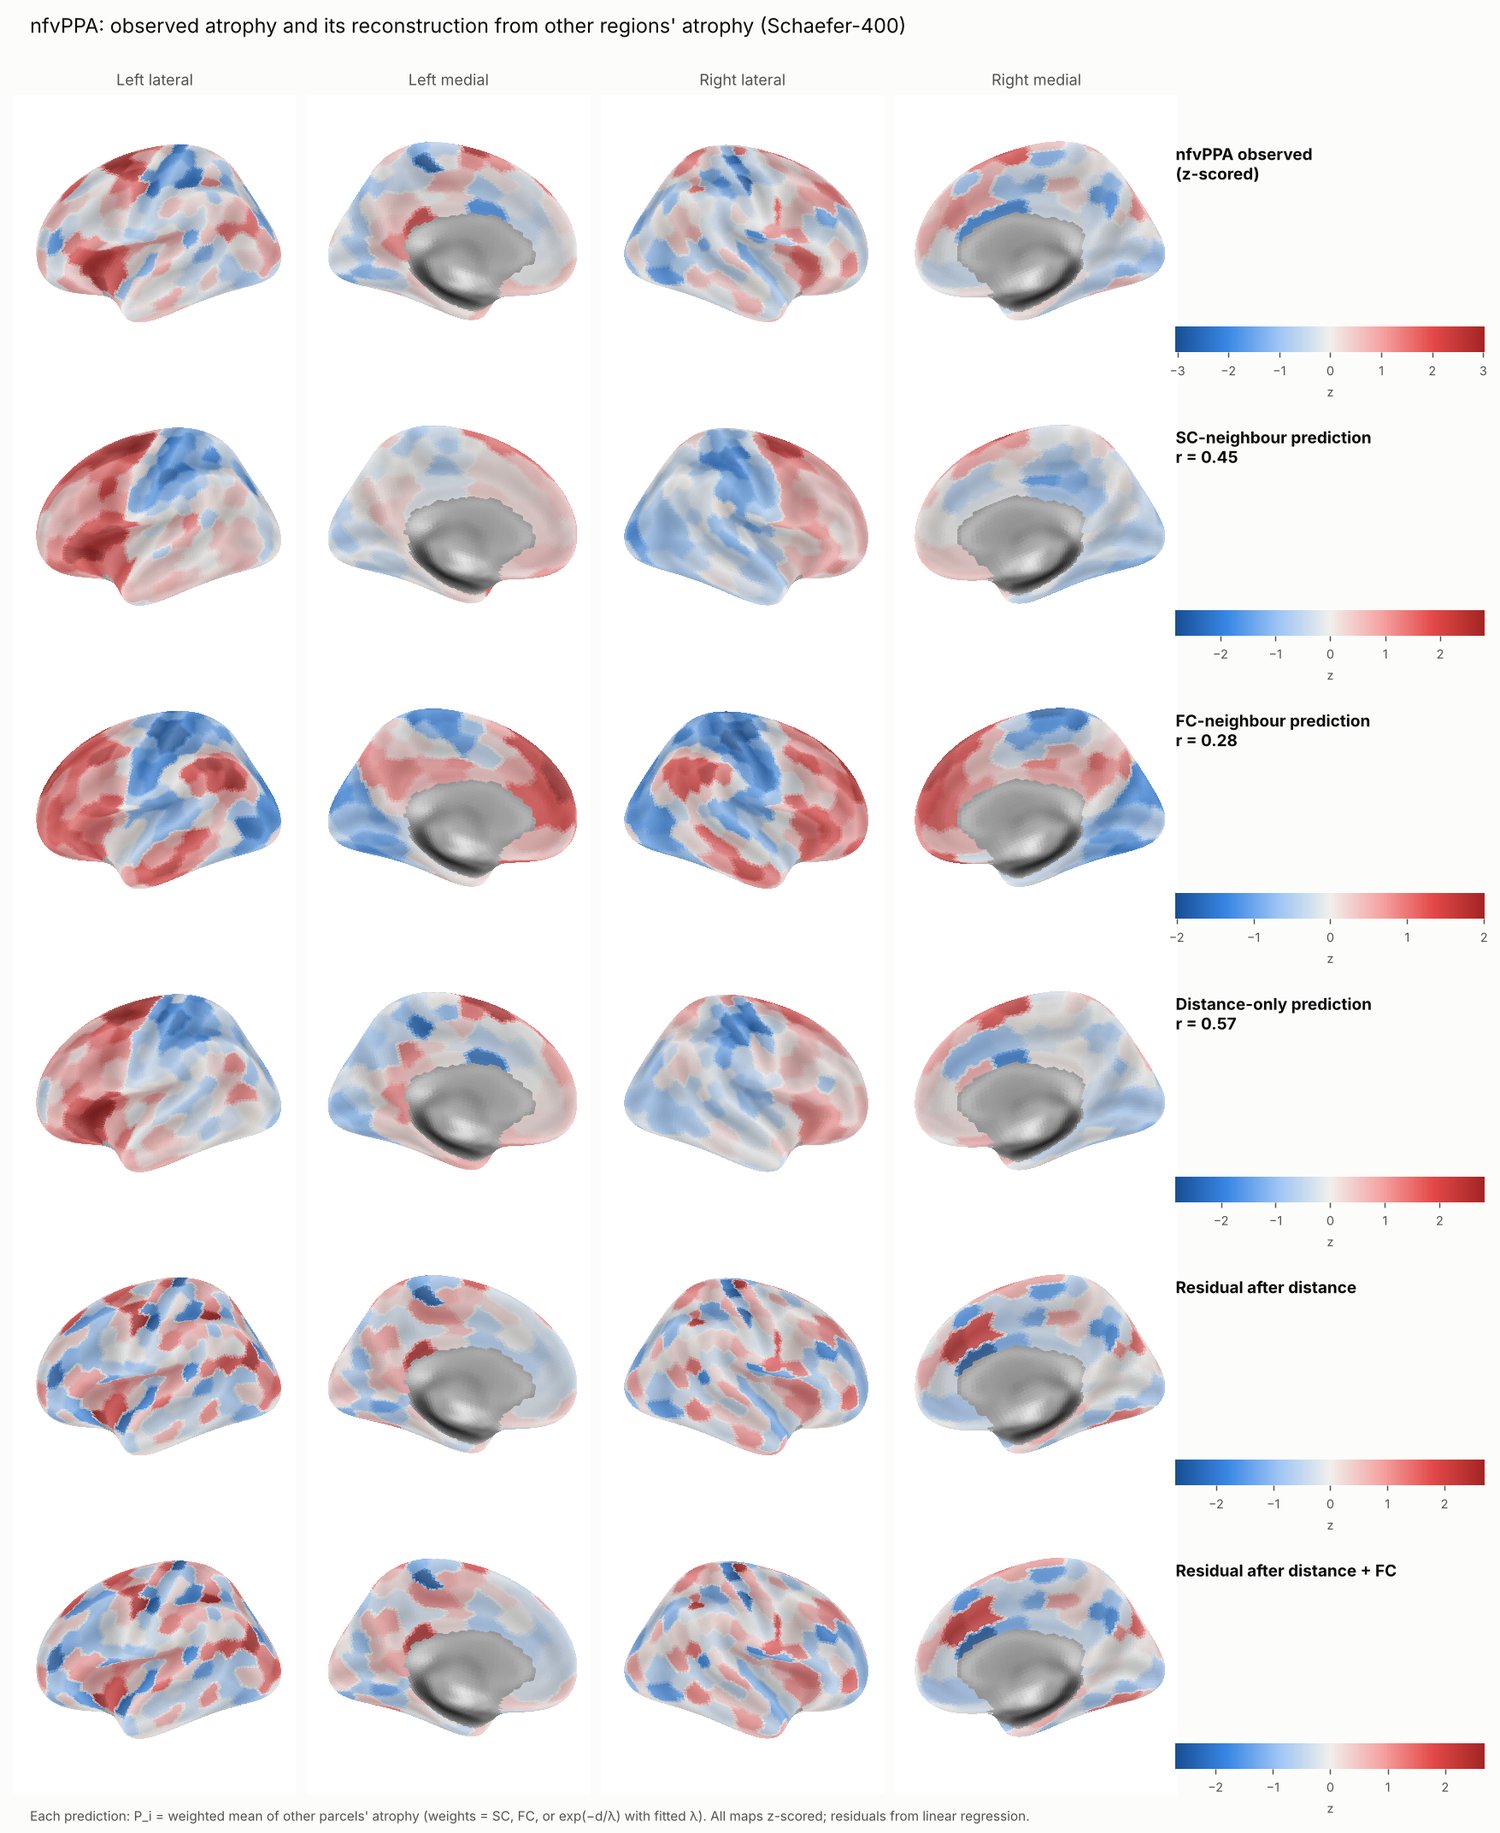 nfvPPA: observed atrophy and its reconstruction from other regions' atrophy (Schaefer-400)
Left lateral
Left medial
Right lateral
Right medial
nfvPPA observed
(z-scored)
−3 −2 −1 0 1 2 3
z
SC-neighbour prediction
r = 0.45
−2 −1 0 1 2
z
FC-neighbour prediction
r = 0.28
−2 −1 0 1 2
z
Distance-only prediction
r = 0.57
−2 −1 0 1 2
z
Residual after distance
−2 −1 0 1 2
z
Residual after distance + FC
−2 −1 0 1 2
z
Each prediction: P_i = weighted mean of other parcels' atrophy (weights = SC, FC, or exp(−d/λ) with fitted λ). All maps z-scored; residuals from linear regression.